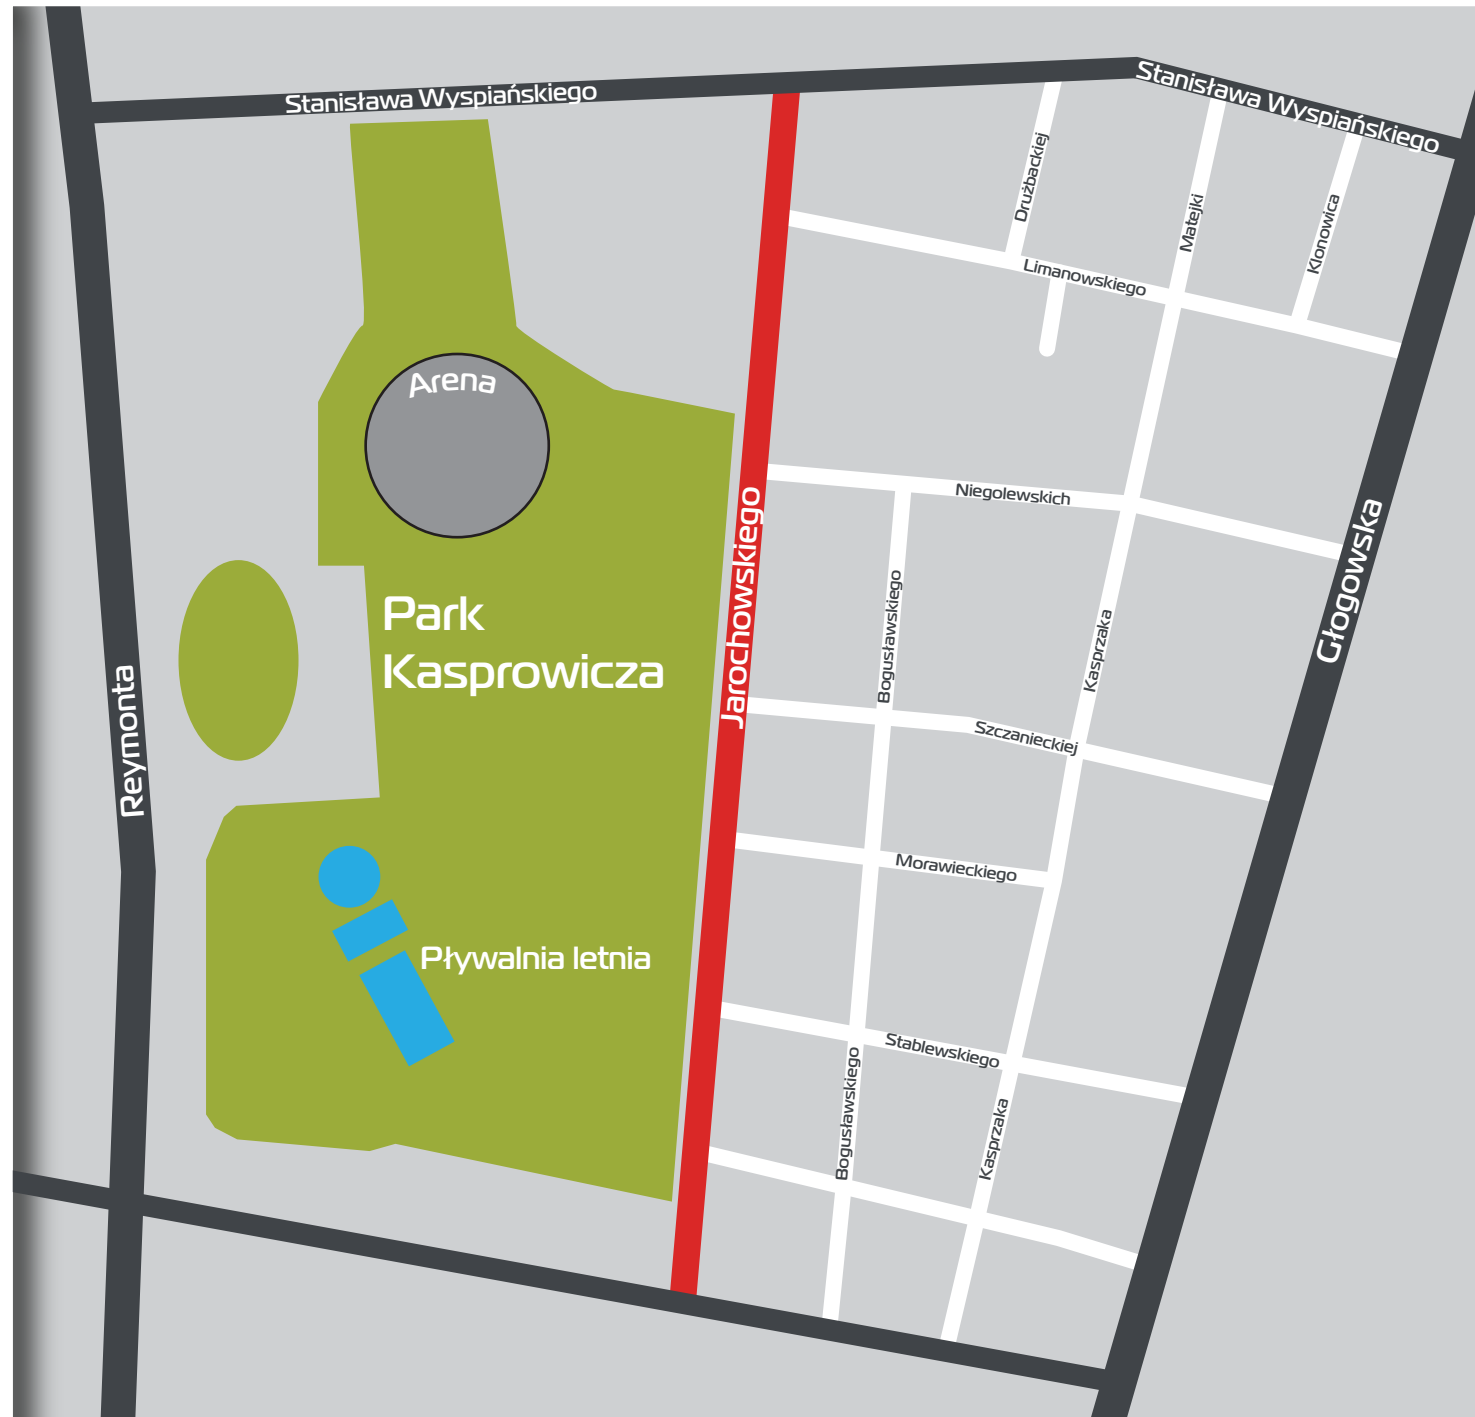 Stanisława Wyspiańskiego
Stanisława Wyspiańskiego
Drużbackiej
Matejki
Klonowica
Limanowskiego
Arena
Niegolewskich
Jarochowskiego
Głogowska
Park
Kasprowicza
Bogusławskiego
Kasprzaka
Reymonta
Szczanieckiej
Morawieckiego
Pływalnia letnia
Stablewskiego
Bogusławskiego
Kasprzaka